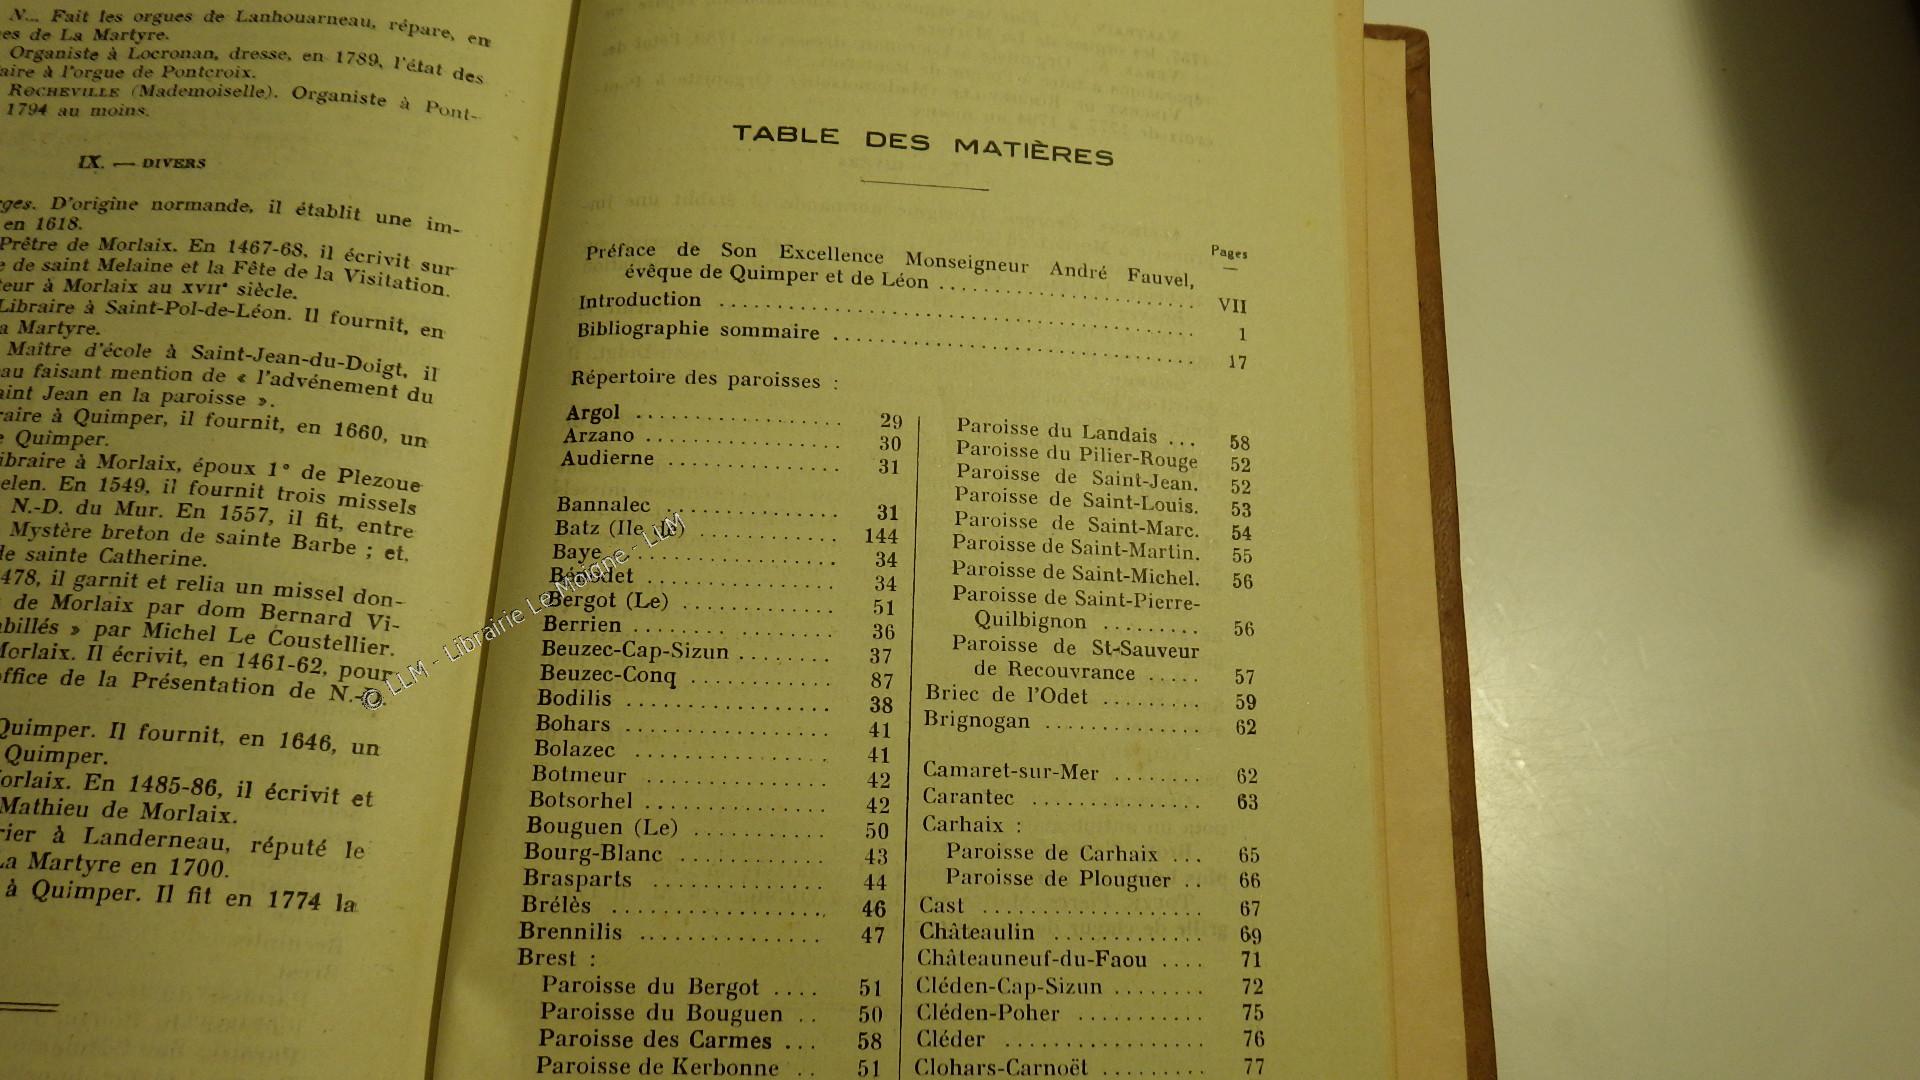 N... Fait les orgues de Lanhouarneau, répare, en
es de La Martyre.
Organiste à Locronan, dresse, en 1789, l'état des
aire à l'orgue de Pontcroix.
ROCHEVILLE (Mademoiselle). Organiste à Pont-
1794 au moins.
IX. — DIVERS
ges. D'origine normande, il établit une im-
en 1618.
Prêtre de Morlaix. En 1467-68, il écrivit sur
e de saint Melaine et la Fête de la Visitation.
teur à Morlaix au XVIIe siècle.
Libraire à Saint-Pol-de-Léon. Il fournit, en
a Martyre.
Maître d'école à Saint-Jean-du-Doigt, il
au faisant mention de « l'advénement du
aint Jean en la paroisse ».
raire à Quimper, il fournit, en 1660, un
e Quimper.
ibraire à Morlaix, époux 1° de Plezoue
elen. En 1549, il fournit trois missels
N.-D. du Mur. En 1557, il fit, entre
Mystère breton de sainte Barbe ; et,
de sainte Catherine.
478, il garnit et relia un missel don-
de Morlaix par dom Bernard Vi-
abillés » par Michel Le Coustellier.
Morlaix. Il écrivit, en 1461-62, pour
office de la Présentation de N.-D.
Quimper. Il fournit, en 1646, un
Quimper.
orlaix. En 1485-86, il écrivit et
Mathieu de Morlaix.
rier à Landerneau, réputé le
La Martyre en 1700.
à Quimper. Il fit en 1774 la
TABLE DES MATIÈRES
Pages
Préface de Son Excellence Monseigneur André Fauvel,
évêque de Quimper et de Léon ........ VII
Introduction ........ 1
Bibliographie sommaire ........ 17
Répertoire des paroisses :
Argol ........ 29
Arzano ........ 30
Audierne ........ 31
Bannalec ........ 31
Batz (Ile de) ........ 144
Baye ........ 34
Bénodet ........ 34
Bergot (Le) ........ 51
Berrien ........ 36
Beuzec-Cap-Sizun ........ 37
Beuzec-Conq ........ 87
Bodilis ........ 38
Bohars ........ 41
Bolazec ........ 41
Botmeur ........ 42
Botsorhel ........ 42
Bouguen (Le) ........ 50
Bourg-Blanc ........ 43
Brasparts ........ 44
Brélès ........ 46
Brennilis ........ 47
Brest :
Paroisse du Bergot .... 51
Paroisse du Bouguen .. 50
Paroisse des Carmes ... 58
Paroisse de Kerbonne .. 51
Paroisse du Landais ... 58
Paroisse du Pilier-Rouge 52
Paroisse de Saint-Jean. 52
Paroisse de Saint-Louis. 53
Paroisse de Saint-Marc. 54
Paroisse de Saint-Martin. 55
Paroisse de Saint-Michel. 56
Paroisse de Saint-Pierre-
Quilbignon ........ 56
Paroisse de St-Sauveur
de Recouvrance ..... 57
Briec de l'Odet ........ 59
Brignogan ........ 62
Camaret-sur-Mer ........ 62
Carantec ........ 63
Carhaix :
Paroisse de Carhaix ... 65
Paroisse de Plouguer .. 66
Cast ........ 67
Châteaulin ........ 69
Châteauneuf-du-Faou .... 71
Cléden-Cap-Sizun ........ 72
Cléden-Poher ........ 75
Cléder ........ 76
Clohars-Carnoët ........ 77
© LLM - Librairie Le Moigne - LLM